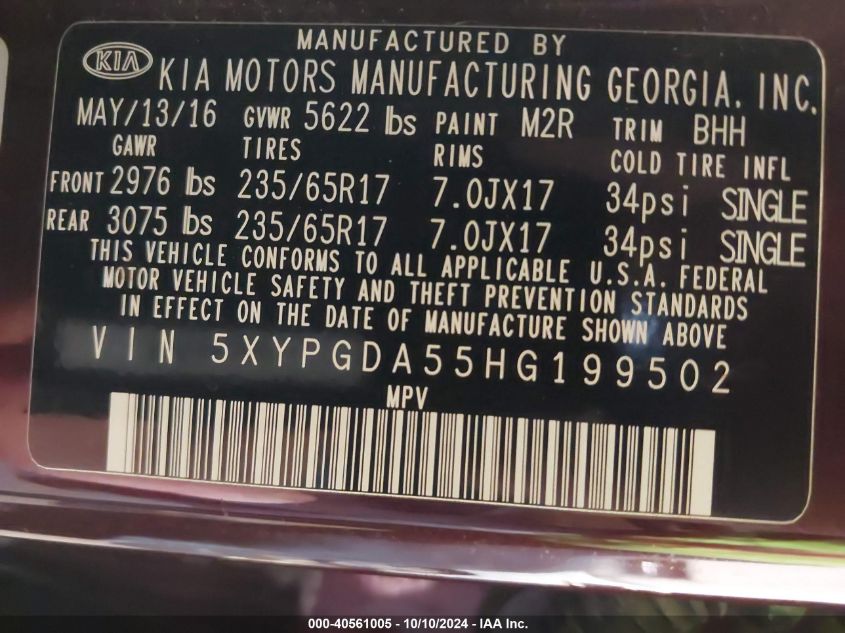 MANUFACTURED BY
KIA KIA MOTORS MANUFACTURING GEORGIA, INC.
MAY/13/16 GVWR 5622 lbs PAINT M2R TRIM BHH
GAWR TIRES RIMS COLD TIRE INFL
FRONT 2976 lbs 235/65R17 7.0JX17 34psi SINGLE
REAR 3075 lbs 235/65R17 7.0JX17 34psi SINGLE
THIS VEHICLE CONFORMS TO ALL APPLICABLE U.S.A. FEDERAL
MOTOR VEHICLE SAFETY AND THEFT PREVENTION STANDARDS
IN EFFECT ON THE DATE OF MANUFACTURE SHOWN ABOVE
VIN 5XYPGDA55HG199502
MPV
000-40561005 - 10/10/2024 - IAA Inc.